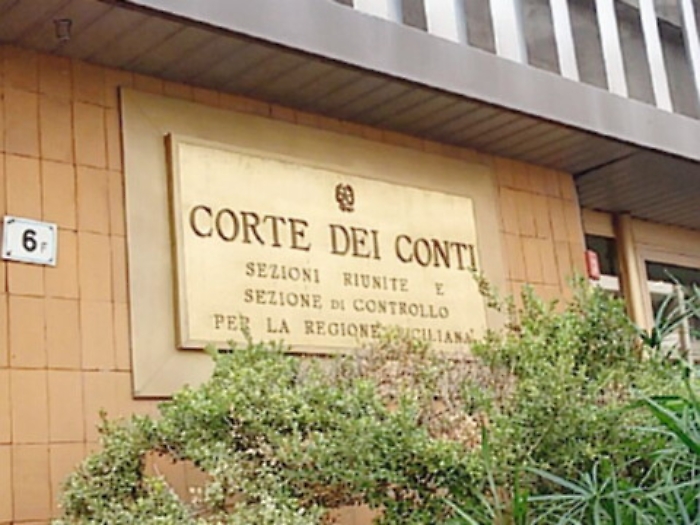 6F
CORTE DEI CONTI
SEZIONI RIUNITE E
SEZIONE DI CONTROLLO
PER LA REGIONE SICILIANA